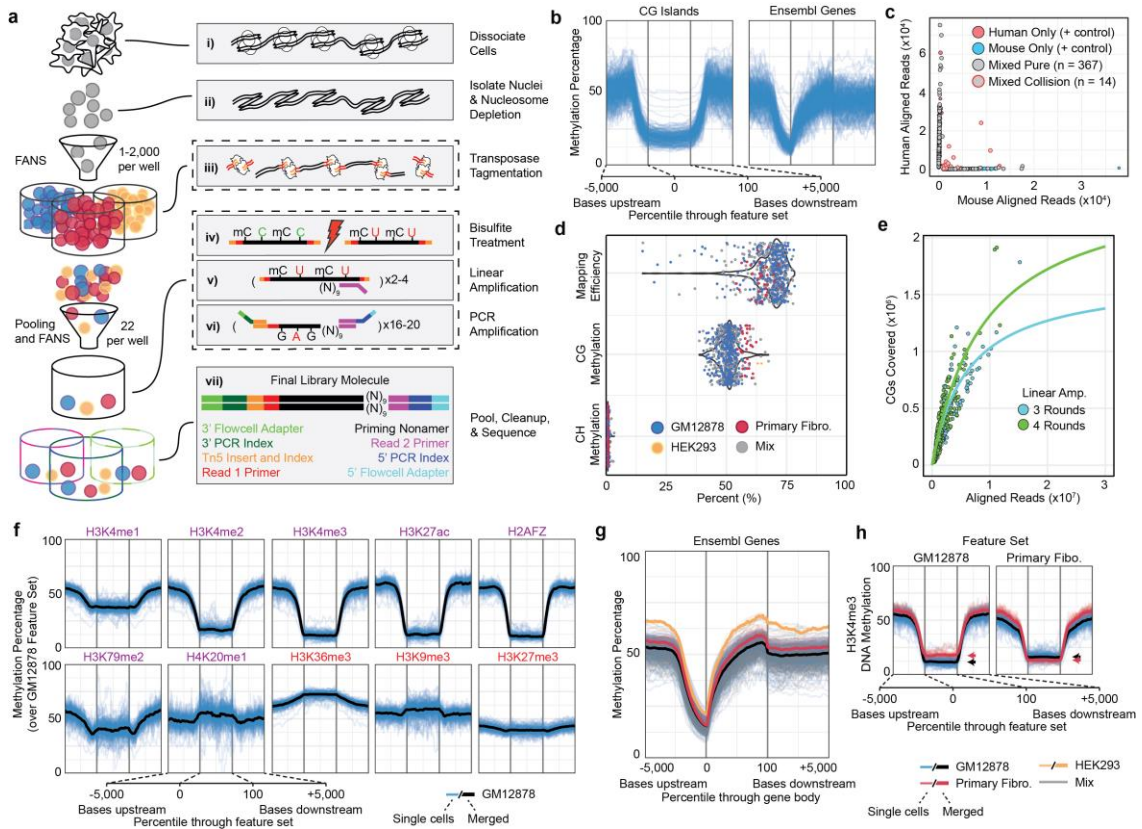 a
i)
Dissociate
Cells
ii)
Isolate Nuclei
& Nucleosome
Depletion
FANS
1-2,000
per well
iii)
Transposase
Tagmentation
iv)
mC C mC C
mC U mC U
Bisulfite
Treatment
v)
mC U mC U
( (N)9 )x2-4
Linear
Amplification
vi)
( (N)9 )x16-20
G A G
PCR
Amplification
Pooling
and FANS
22
per well
vii) Final Library Molecule
(N)9
(N)9
3' Flowcell Adapter
3' PCR Index
Tn5 Insert and Index
Read 1 Primer
Priming Nonamer
Read 2 Primer
5' PCR Index
5' Flowcell Adapter
Pool, Cleanup,
& Sequence
b
CG Islands
Ensembl Genes
Methylation Percentage
100
50
0
-5,000 0 100 +5,000
Bases upstream
Bases downstream
Percentile through feature set
c
Human Aligned Reads (x10⁴)
7
6
5
4
3
2
1
0
Human Only (+ control)
Mouse Only (+ control)
Mixed Pure (n = 367)
Mixed Collision (n = 14)
0 1 2 3
Mouse Aligned Reads (x10⁴)
d
Mapping
Efficiency
CG
Methylation
CH
Methylation
GM12878
HEK293
Primary Fibro.
Mix
0 25 50 75 100
Percent (%)
e
CGs Covered (x10⁶)
2
1.5
1
0.5
0
Linear Amp.
3 Rounds
4 Rounds
0 1 2 3
Aligned Reads (x10⁷)
f
H3K4me1
H3K4me2
H3K4me3
H3K27ac
H2AFZ
Methylation Percentage
(over GM12878 Feature Set)
100
50
0
H3K79me2
H4K20me1
H3K36me3
H3K9me3
H3K27me3
100
50
0
-5,000 0 100 +5,000
Bases upstream
Bases downstream
Percentile through feature set
GM12878
Single cells
Merged
g
Ensembl Genes
Methylation Percentage
100
50
0
-5,000 0 100 +5,000
Bases upstream
Bases downstream
Percentile through gene body
h
Feature Set
GM12878
Primary Fibro.
H3K4me3
DNA Methylation
100
50
0
-5,000 0 100 +5,000
Bases upstream
Bases downstream
Percentile through feature set
GM12878
Primary Fibro.
HEK293
Mix
Single cells
Merged